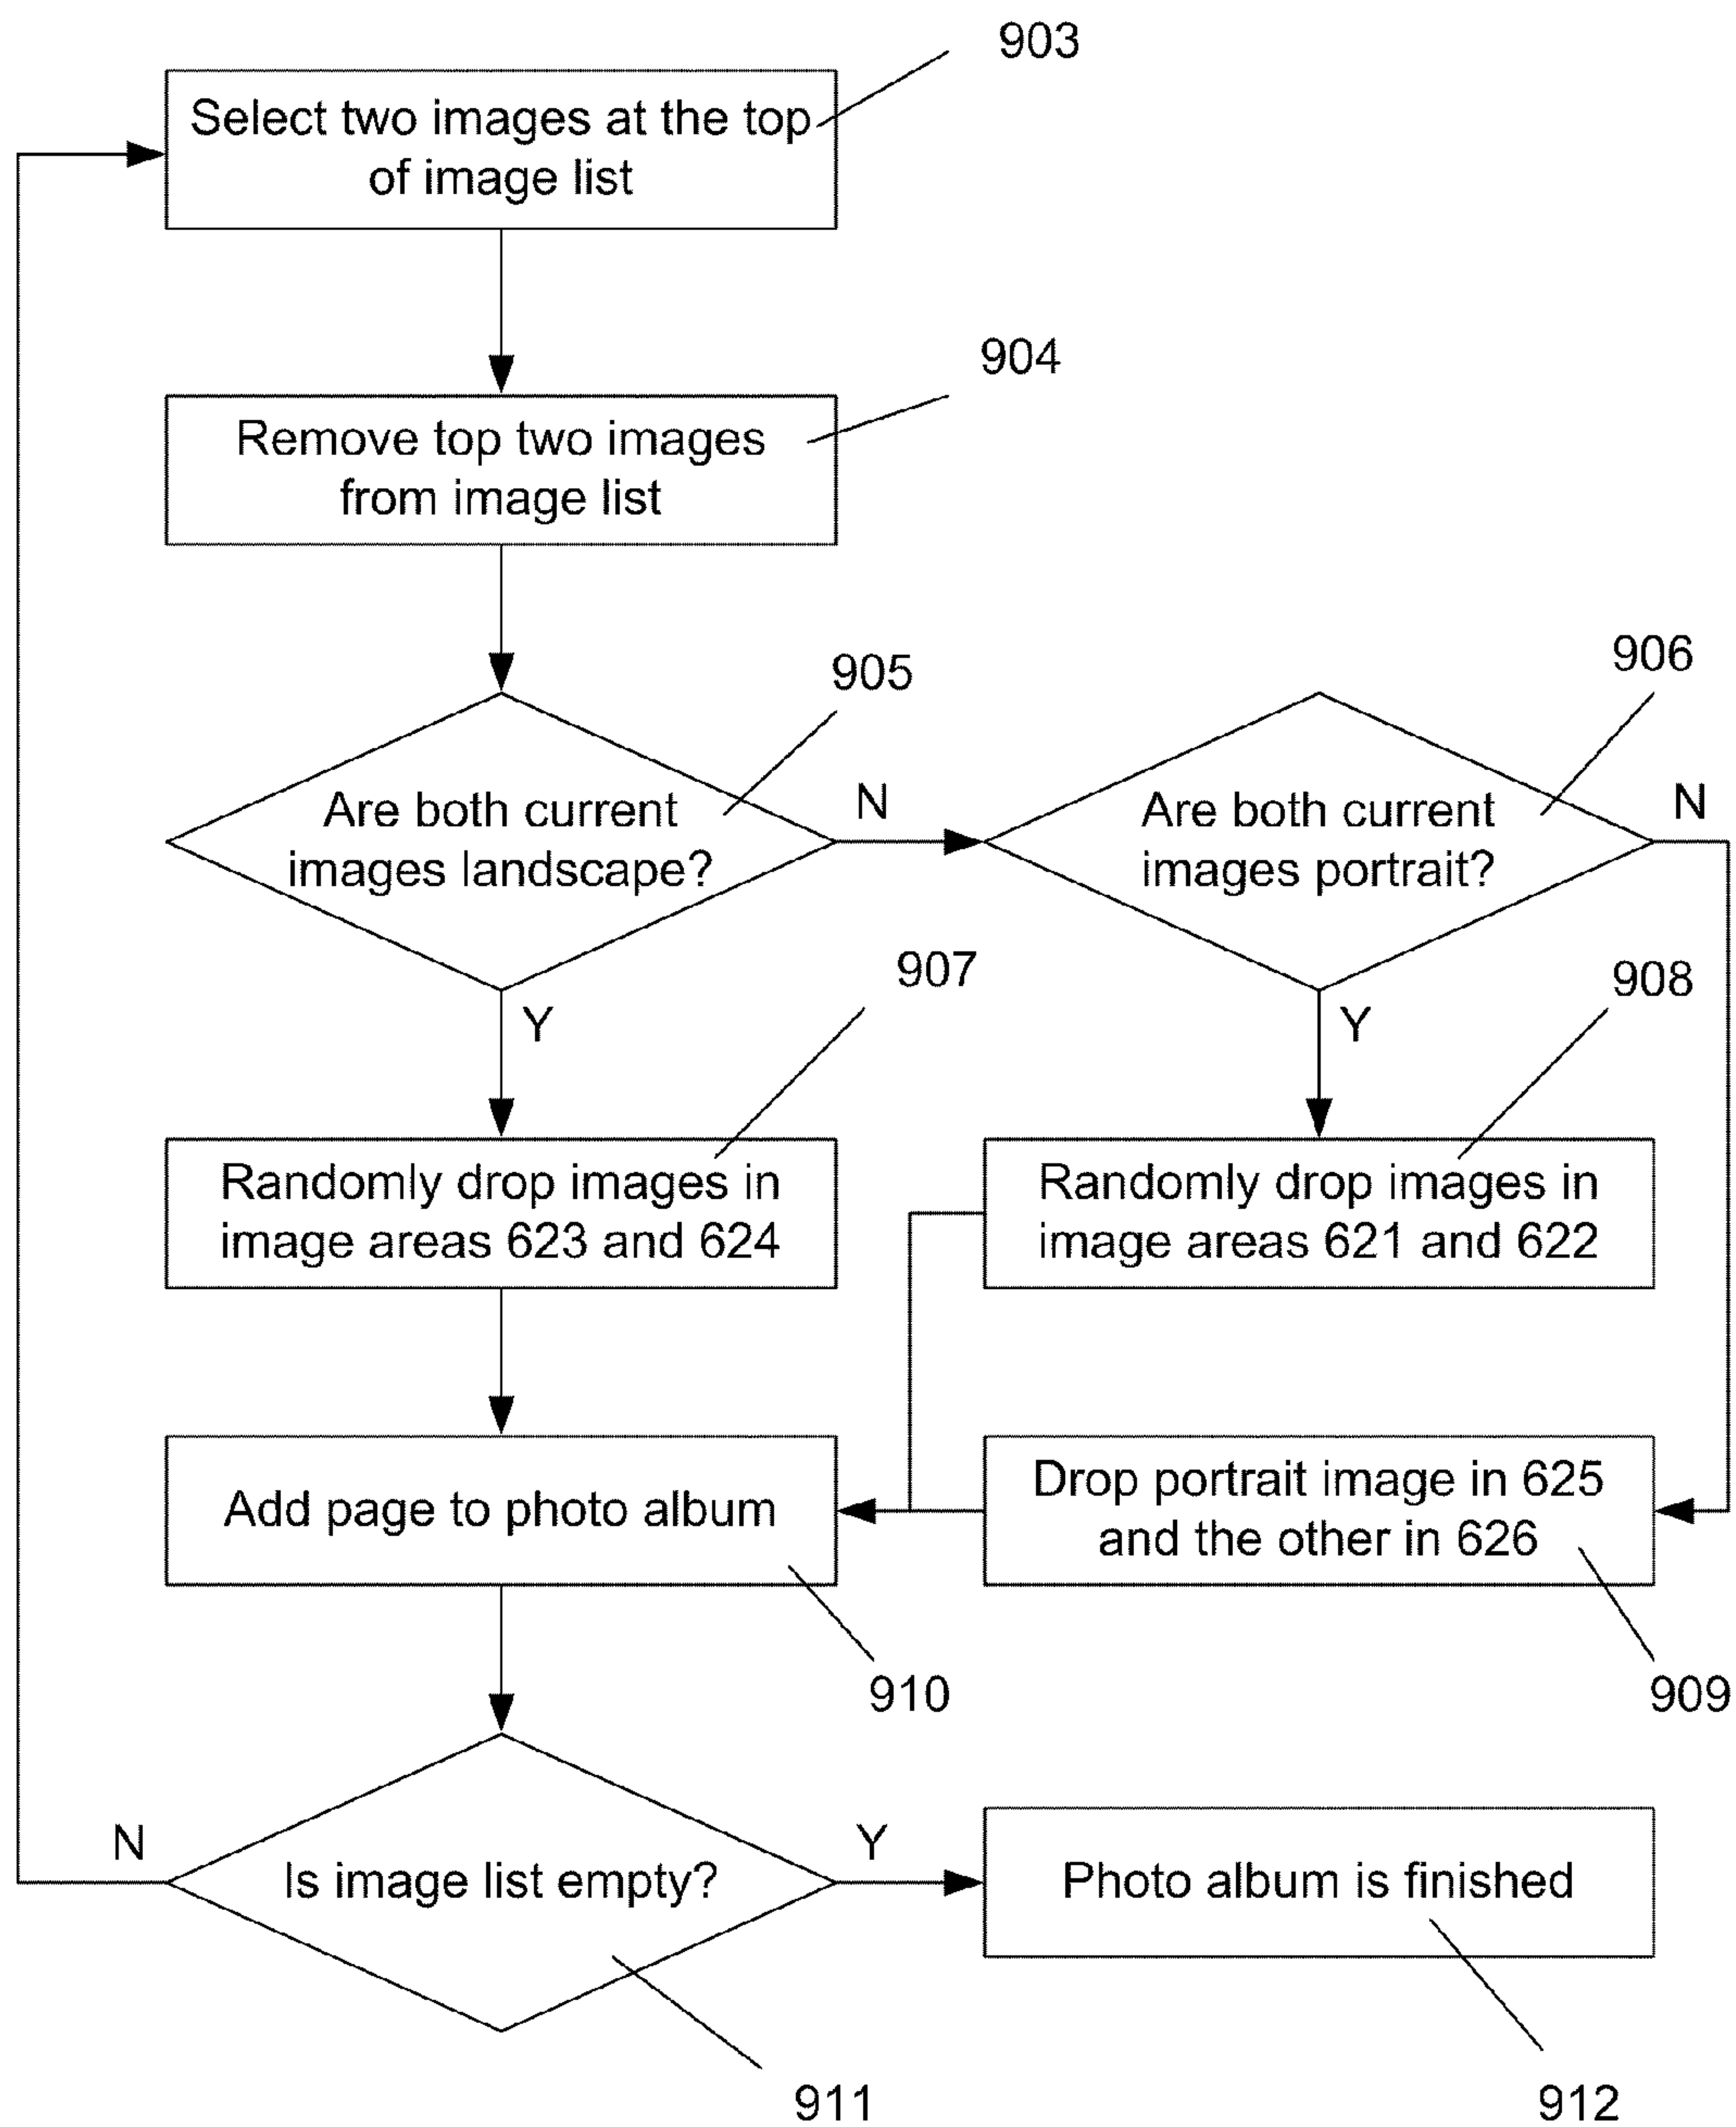 903
Select two images at the top
of image list
904
Remove top two images
from image list
905
906
Are both current
images landscape?
N
Are both current
images portrait?
N
907
908
Y
Y
Randomly drop images in
image areas 623 and 624
Randomly drop images in
image areas 621 and 622
Add page to photo album
Drop portrait image in 625
and the other in 626
910
909
N
Is image list empty?
Y
Photo album is finished
911
912